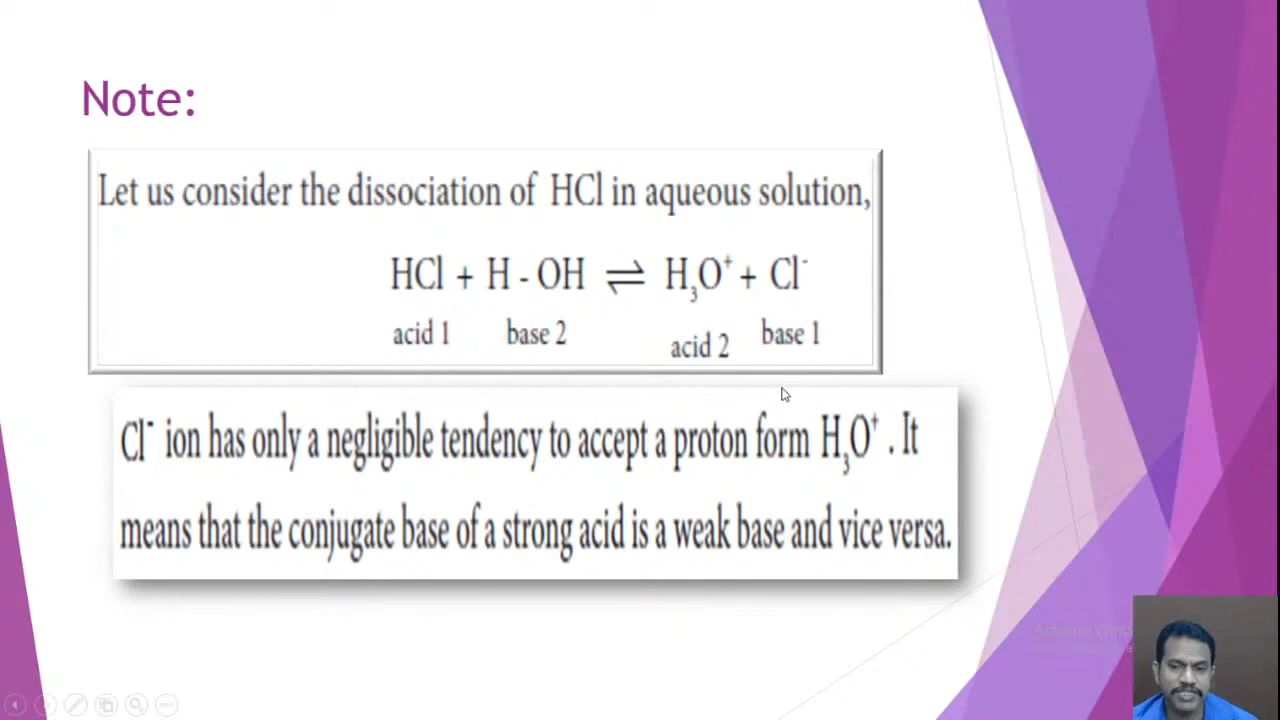 Note:
Let us consider the dissociation of HCl in aqueous solution,
HCl + H - OH ⇌ H₃O⁺ + Cl⁻
acid 1 base 2 acid 2 base 1
Cl⁻ ion has only a negligible tendency to accept a proton form H₃O⁺ . It
means that the conjugate base of a strong acid is a weak base and vice versa.